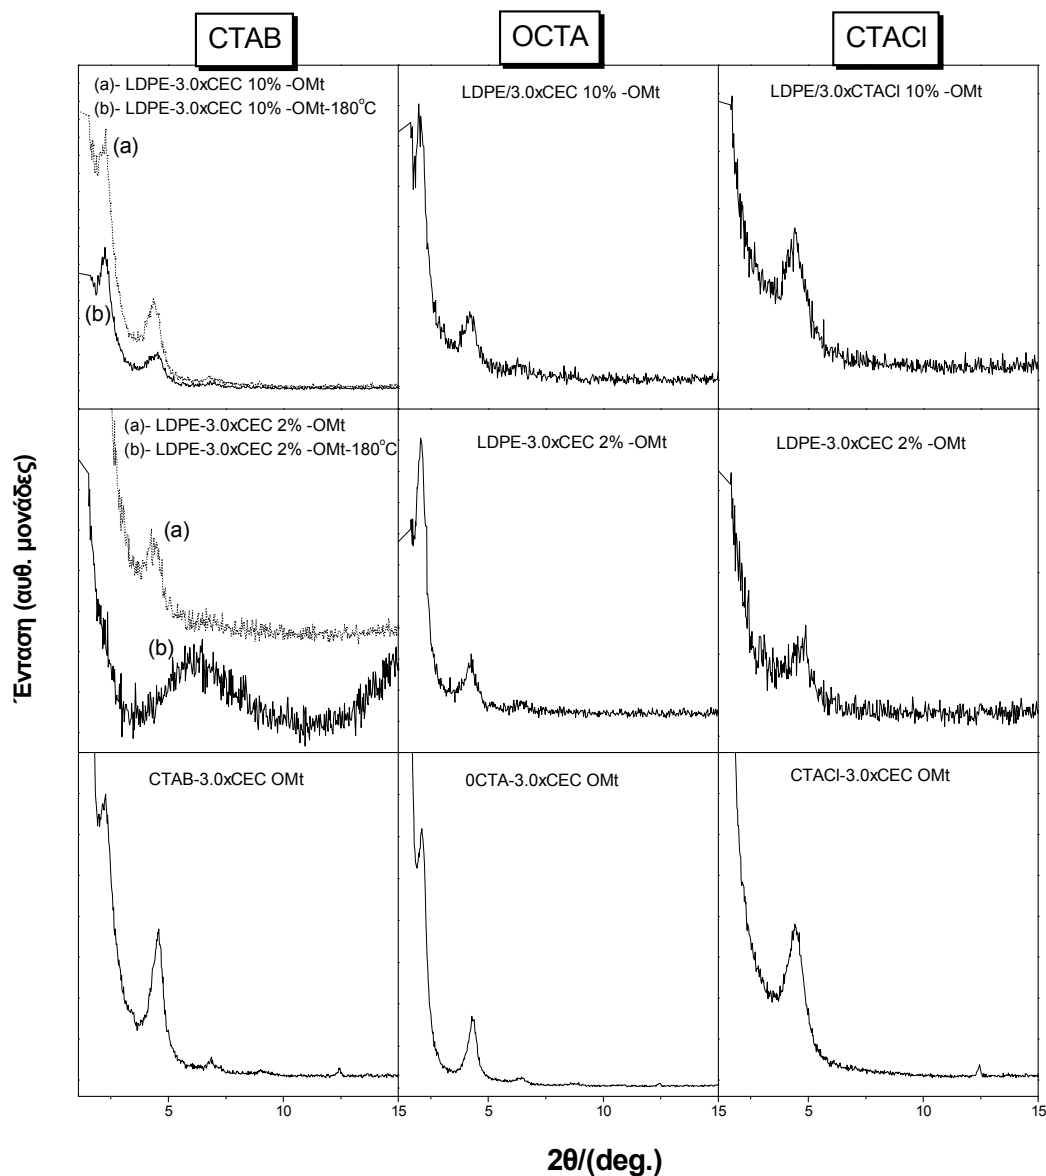 CTAB
OCTA
CTACl
(a)- LDPE-3.0xCEC 10% -OMt
(b)- LDPE-3.0xCEC 10% -OMt-180°C
(a)
(b)
LDPE/3.0xCEC 10% -OMt
LDPE/3.0xCTACl 10% -OMt
(a)- LDPE-3.0xCEC 2% -OMt
(b)- LDPE-3.0xCEC 2% -OMt-180°C
(a)
(b)
LDPE-3.0xCEC 2% -OMt
LDPE-3.0xCEC 2% -OMt
Ένταση (αυθ. μονάδες)
CTAB-3.0xCEC OMt
0CTA-3.0xCEC OMt
CTACl-3.0xCEC OMt
5 10 15 5 10 15 5 10 15
2θ/(deg.)